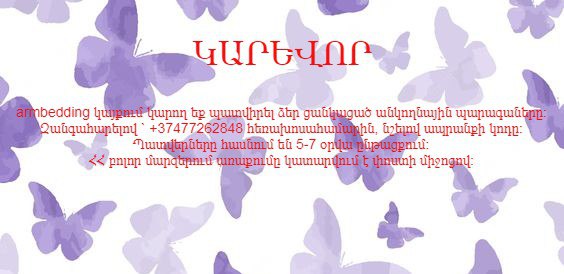 ԿԱՐԵՎՈՐ
armbedding կայքում կարող եք պատվիրել ձեր ցանկացած անկողնային պարագաները:
Զանգահարելով ՝ +37477262848 հեռախոսահամարին, նշելով ապրանքի կոդը:
Պատվերները հասնում են 5-7 օրվա ընթացքում:
ՀՀ բոլոր մարզերում առաքումը կատարվում է փոստի միջոցով: